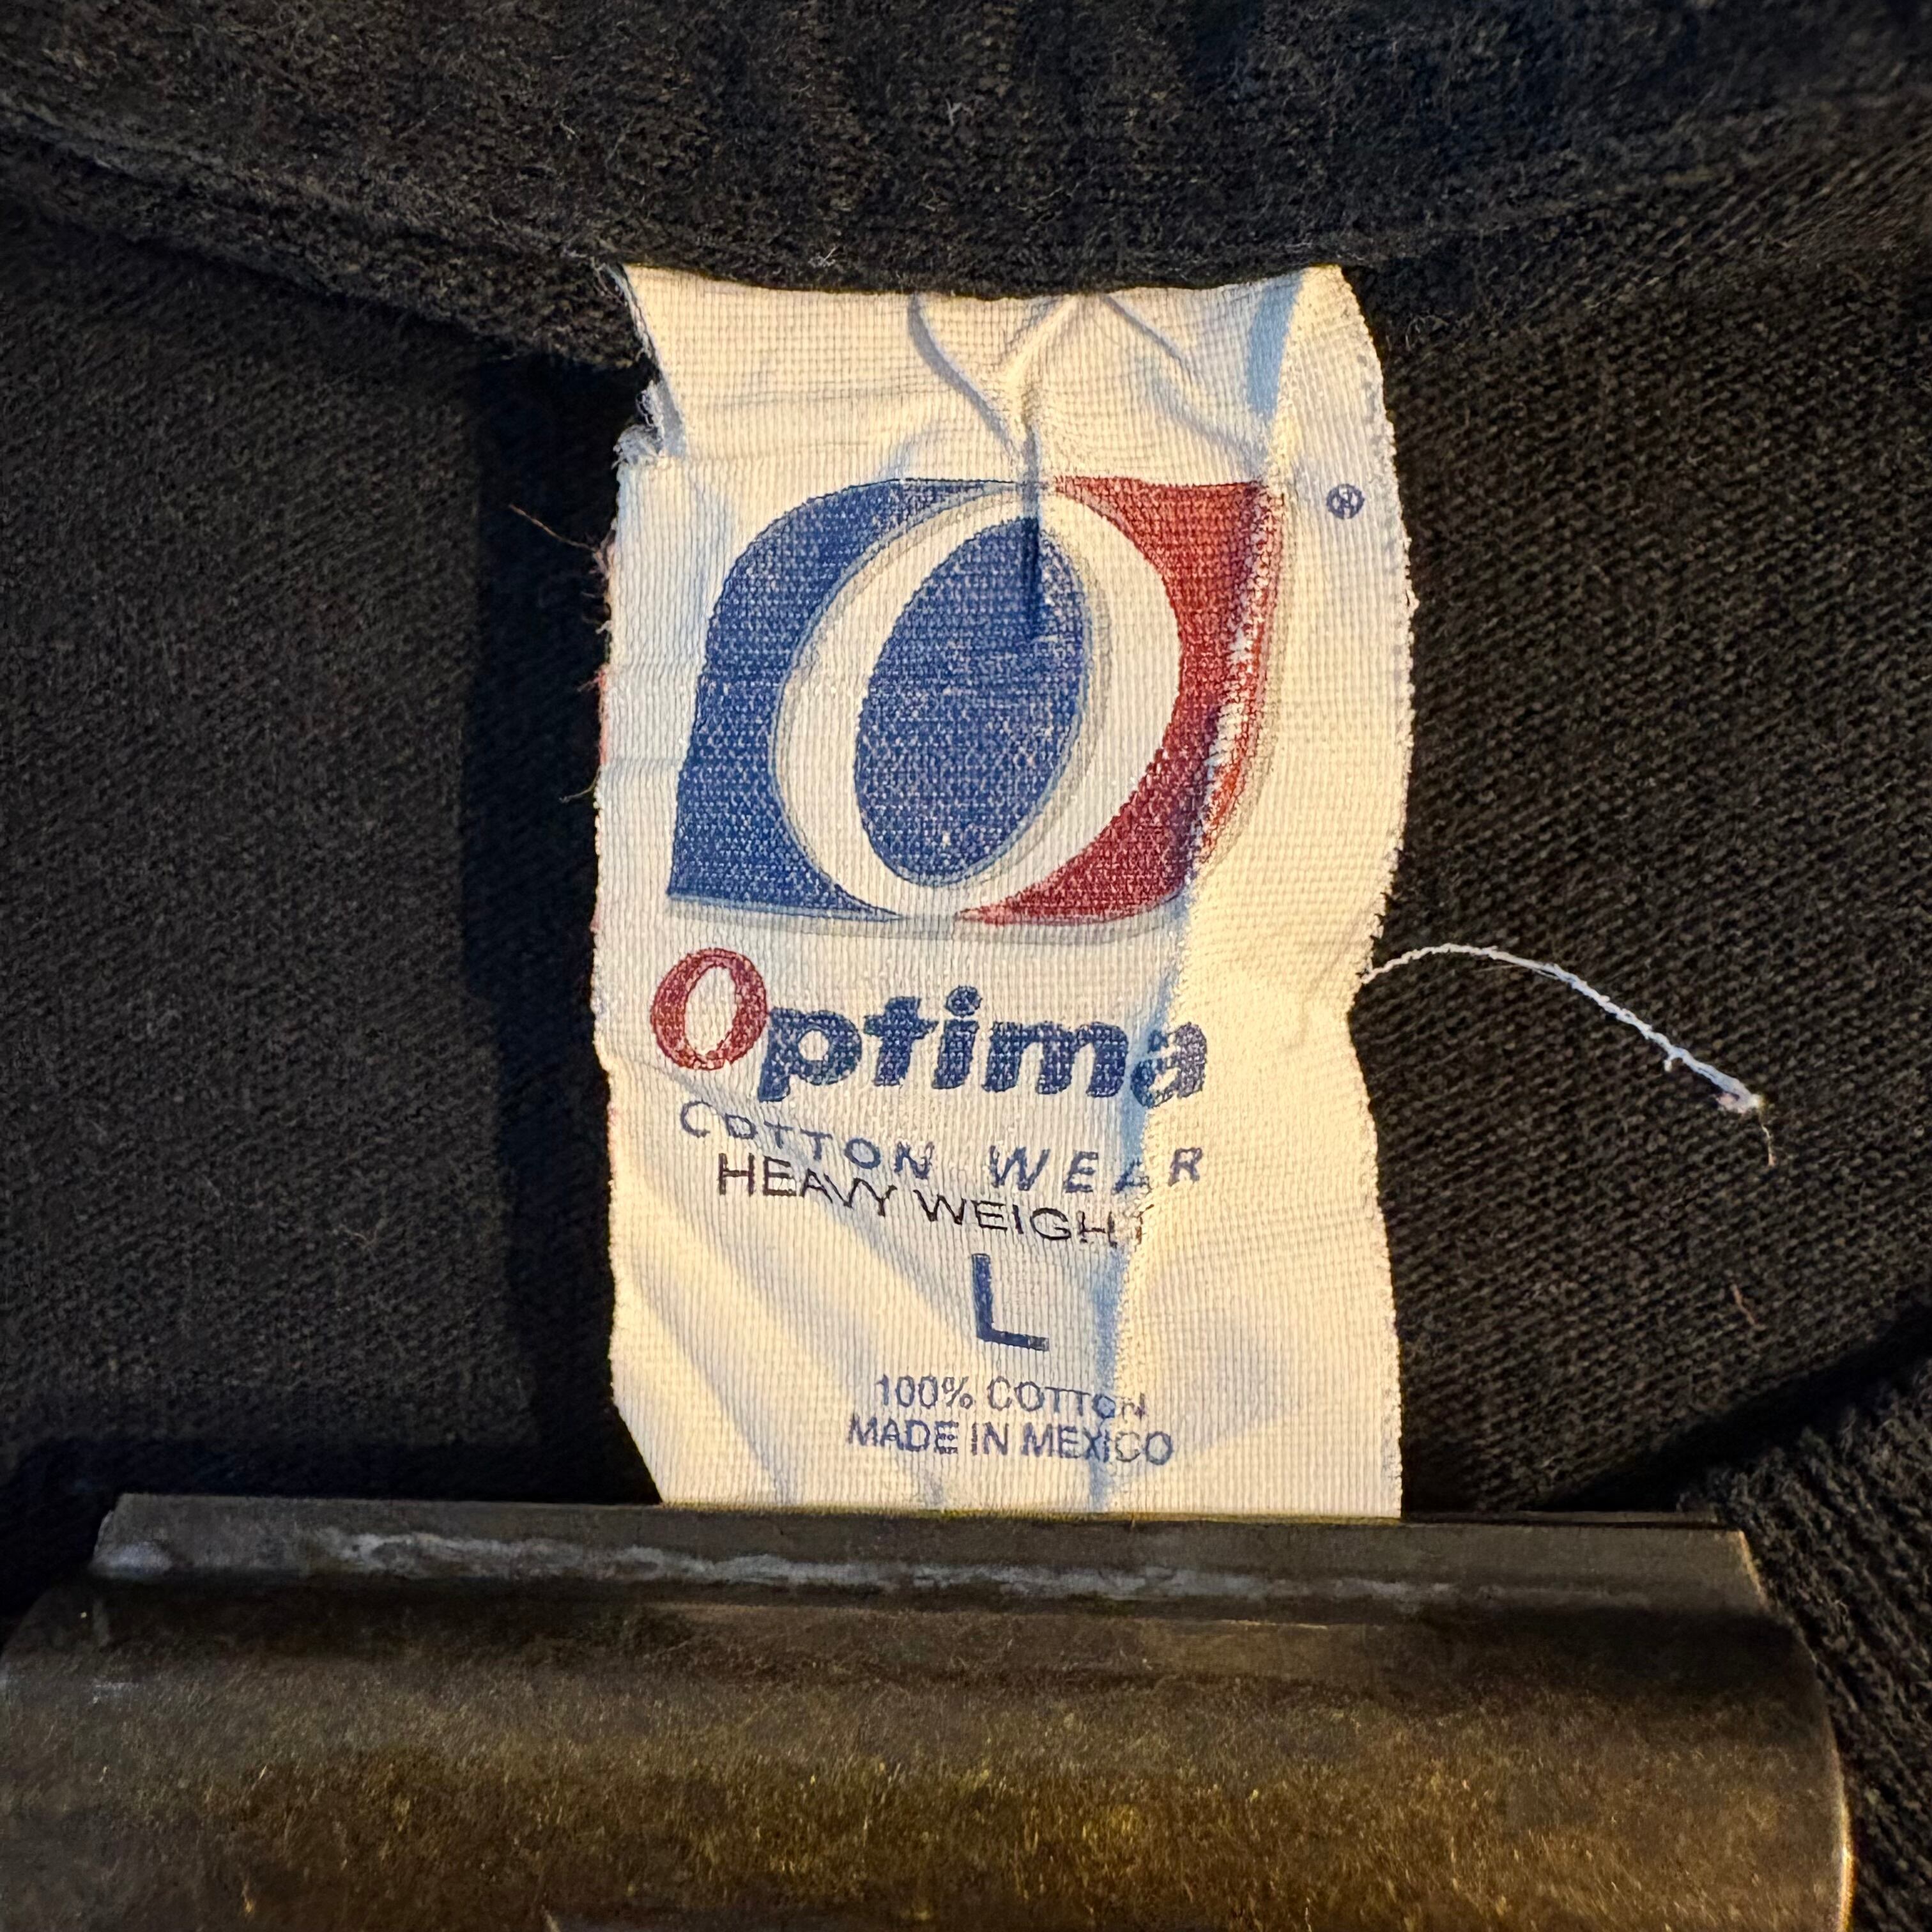 ®
Optima
COTTON WEAR
HEAVY WEIGHT
L
100% COTTON
MADE IN MEXICO